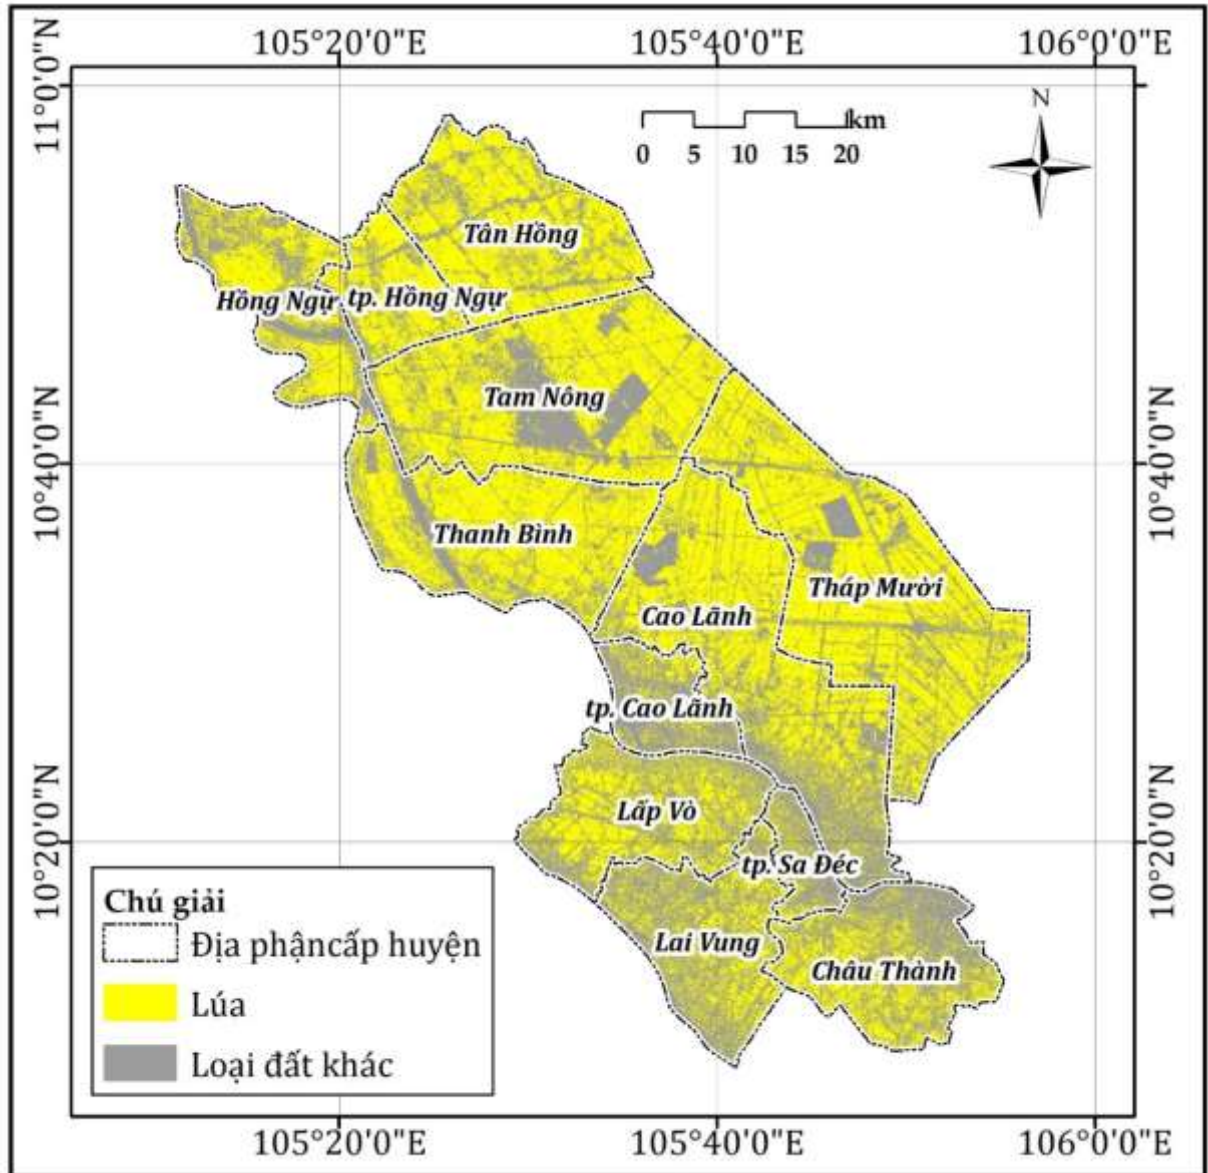 105°20'0"E 105°40'0"E 106°0'0"E
11°0'0"N
N
km
0 5 10 15 20
Tân Hồng
Hồng Ngự tp. Hồng Ngự
Tam Nông
10°40'0"N 10°40'0"N
Thanh Bình
Tháp Mười
Cao Lãnh
tp. Cao Lãnh
Lấp Vò
10°20'0"N 10°20'0"N
tp. Sa Đéc
Lai Vung
Châu Thành
Chú giải
Địa phậncấp huyện
Lúa
Loại đất khác
105°20'0"E 105°40'0"E 106°0'0"E